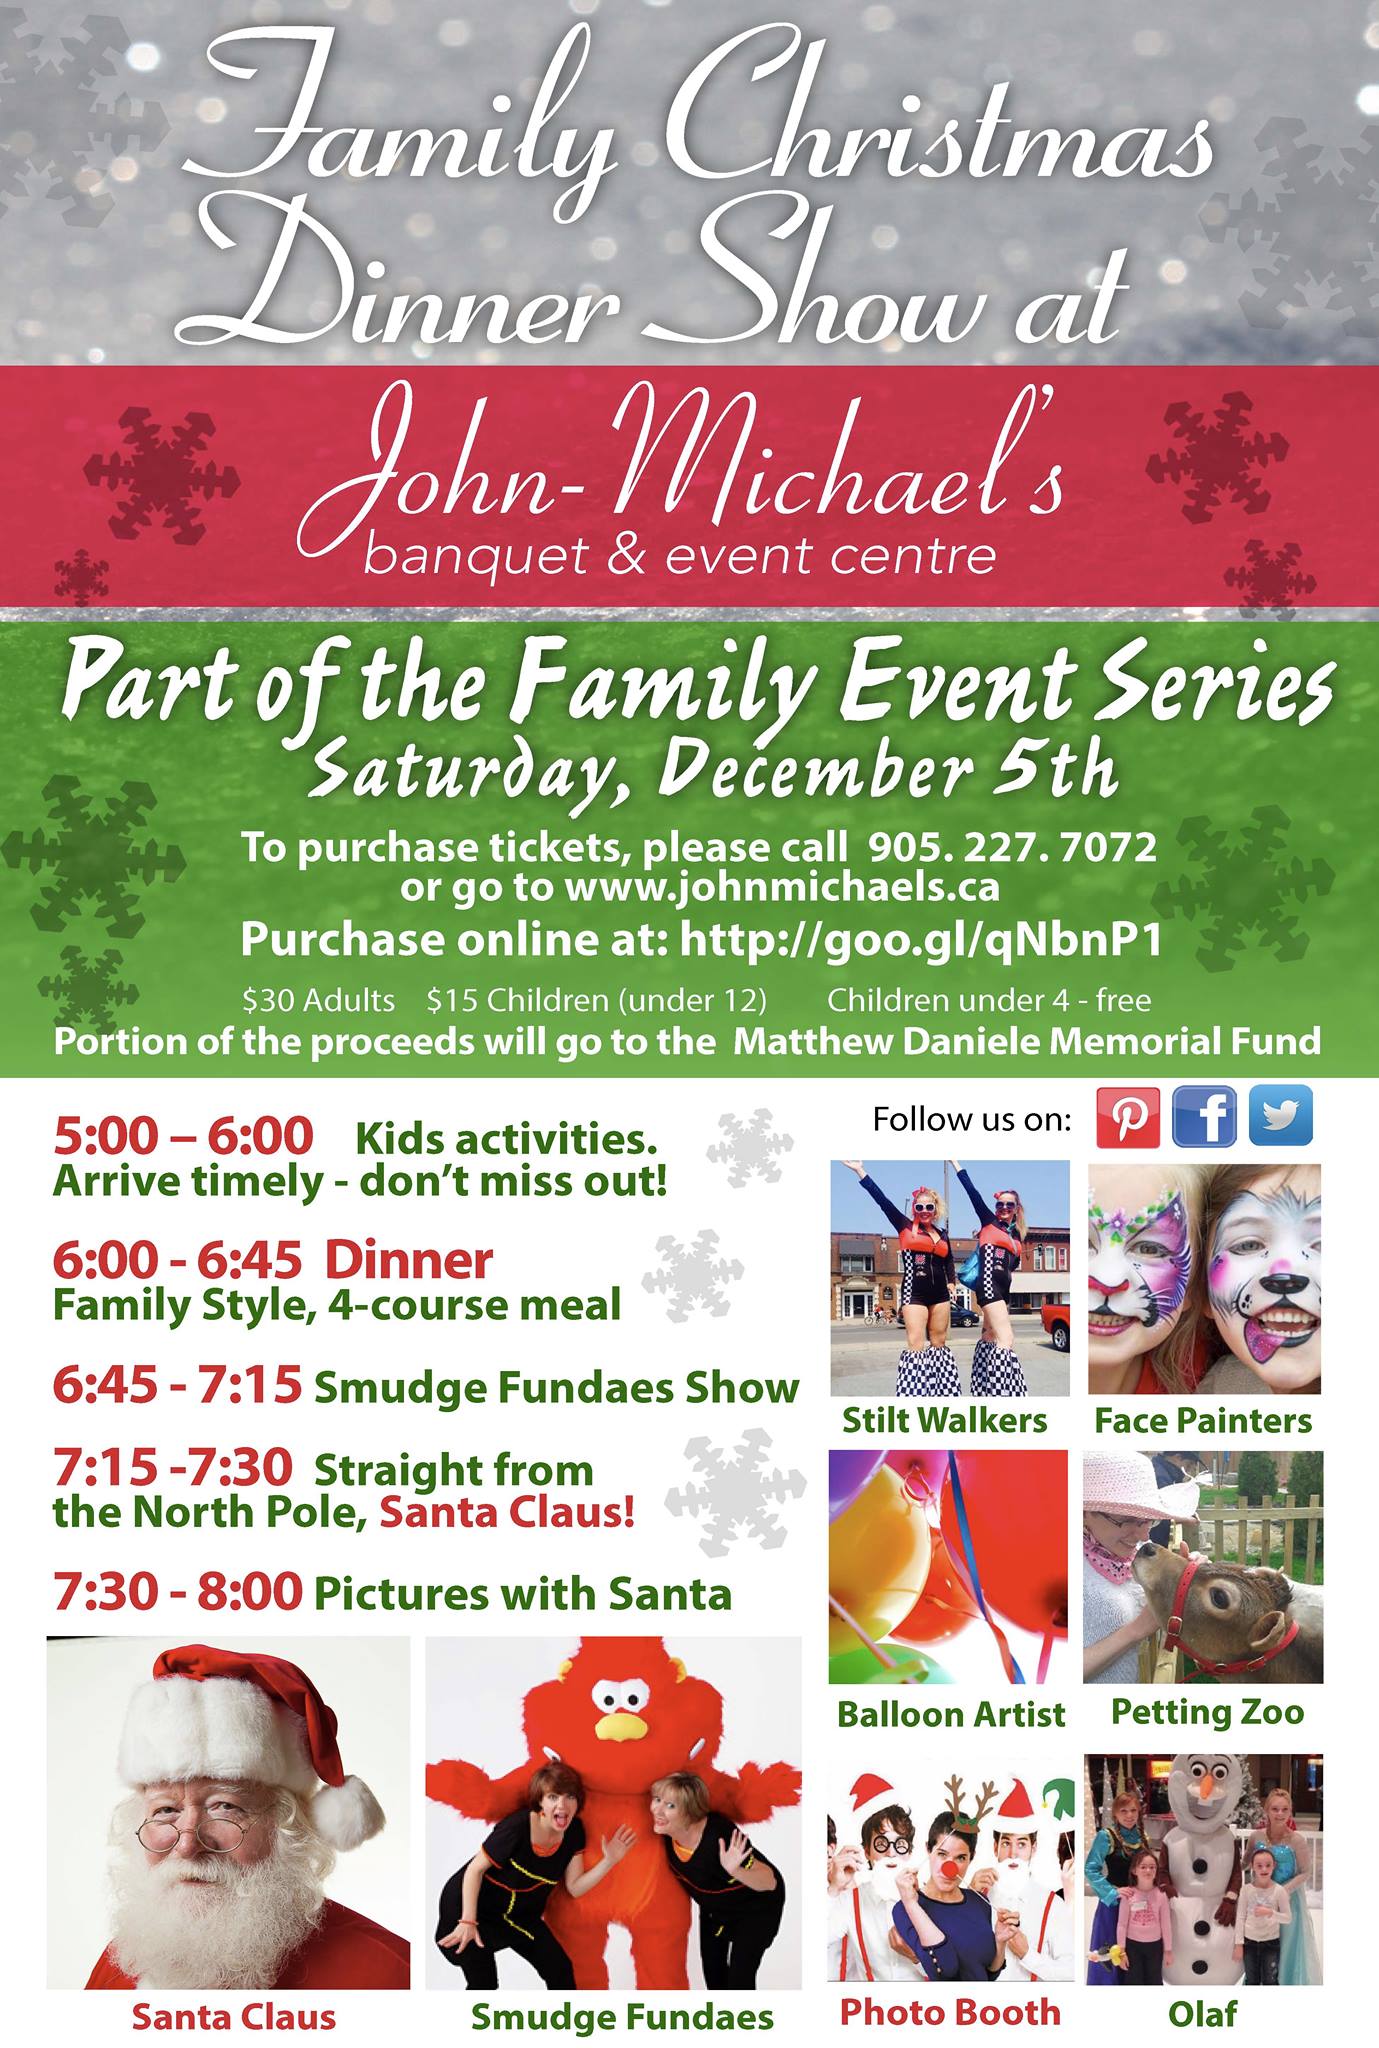 Family Christmas
Dinner Show at
John-Michael's
banquet & event centre
Part of the Family Event Series
Saturday, December 5th
To purchase tickets, please call 905. 227. 7072
or go to www.johnmichaels.ca
Purchase online at: http://goo.gl/qNbnP1
$30 Adults $15 Children (under 12) Children under 4 - free
Portion of the proceeds will go to the Matthew Daniele Memorial Fund
5:00 – 6:00 Kids activities.
Arrive timely - don't miss out!
6:00 - 6:45 Dinner
Family Style, 4-course meal
6:45 - 7:15 Smudge Fundaes Show
7:15 -7:30 Straight from
the North Pole, Santa Claus!
7:30 - 8:00 Pictures with Santa
Santa Claus
Smudge Fundaes
Follow us on:
Stilt Walkers
Face Painters
Balloon Artist
Petting Zoo
Photo Booth
Olaf